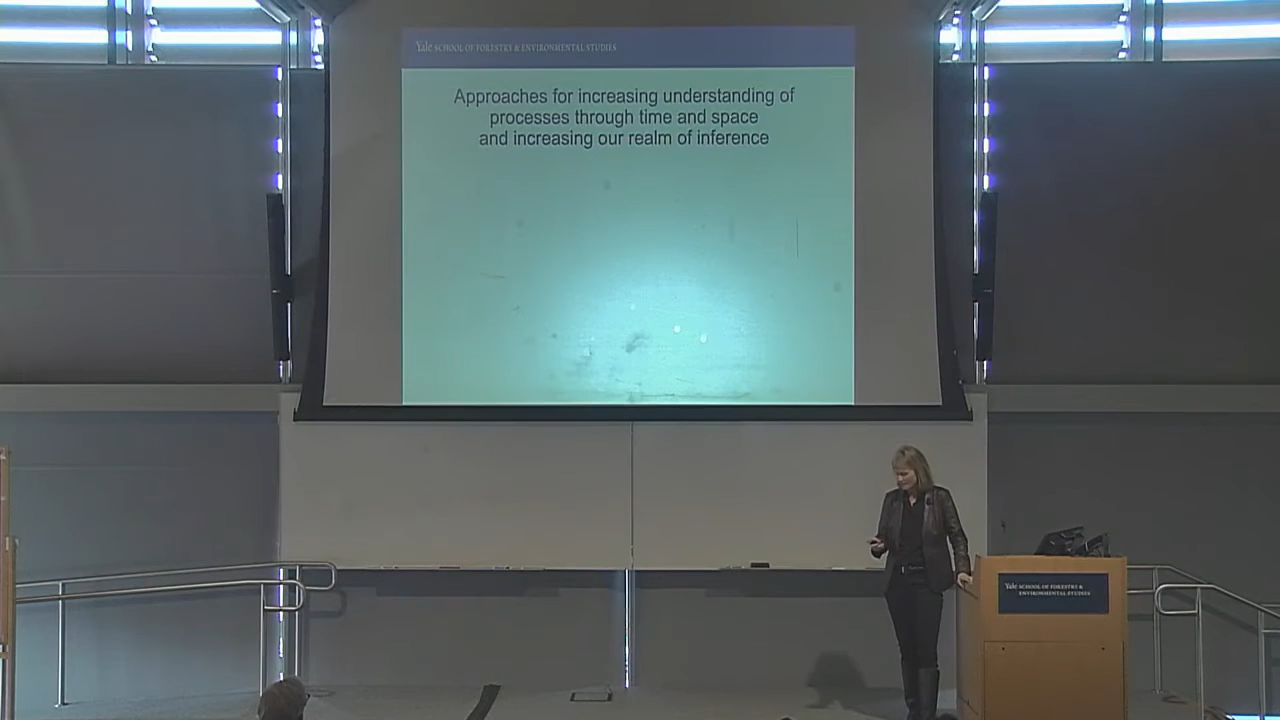 Yale SCHOOL OF FORESTRY & ENVIRONMENTAL STUDIES
Approaches for increasing understanding of
processes through time and space
and increasing our realm of inference
Yale SCHOOL OF FORESTRY &
ENVIRONMENTAL STUDIES